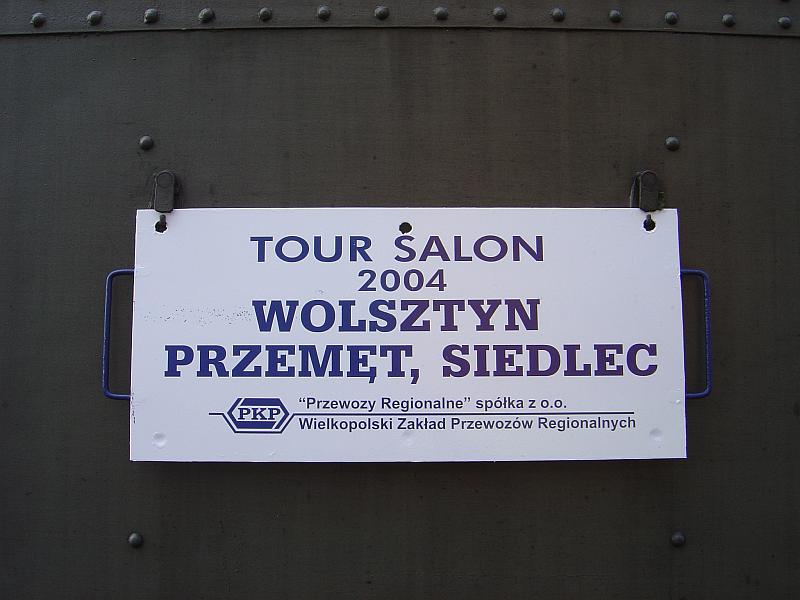 TOUR SALON
2004
WOLSZTYN
PRZEMĘT, SIEDLEC
PKP
"Przewozy Regionalne" spółka z o.o.
Wielkopolski Zakład Przewozów Regionalnych